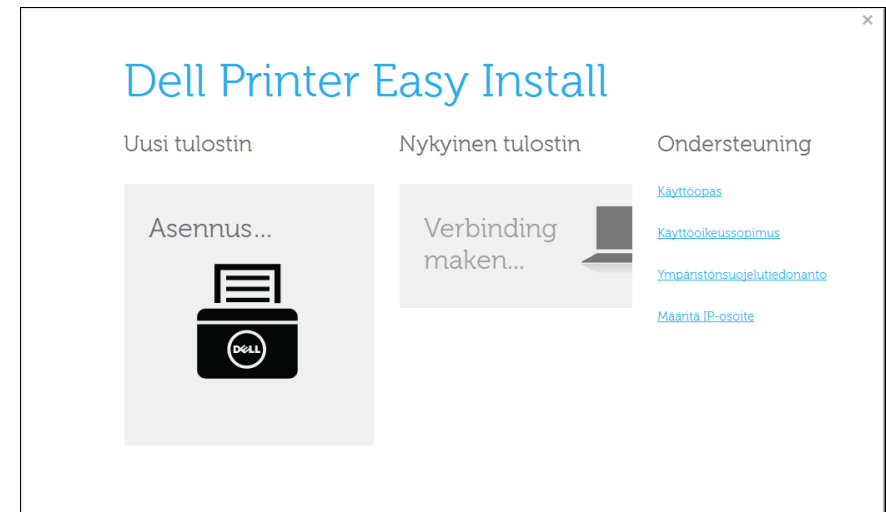 ×
Dell Printer Easy Install
Uusi tulostin
Nykyinen tulostin
Ondersteuning
Asennus...
DELL
Verbinding
maken...
Käyttöopas
Käyttöoikeussopimus
Ympäristönsuojelutiedonanto
Määritä IP-osoite